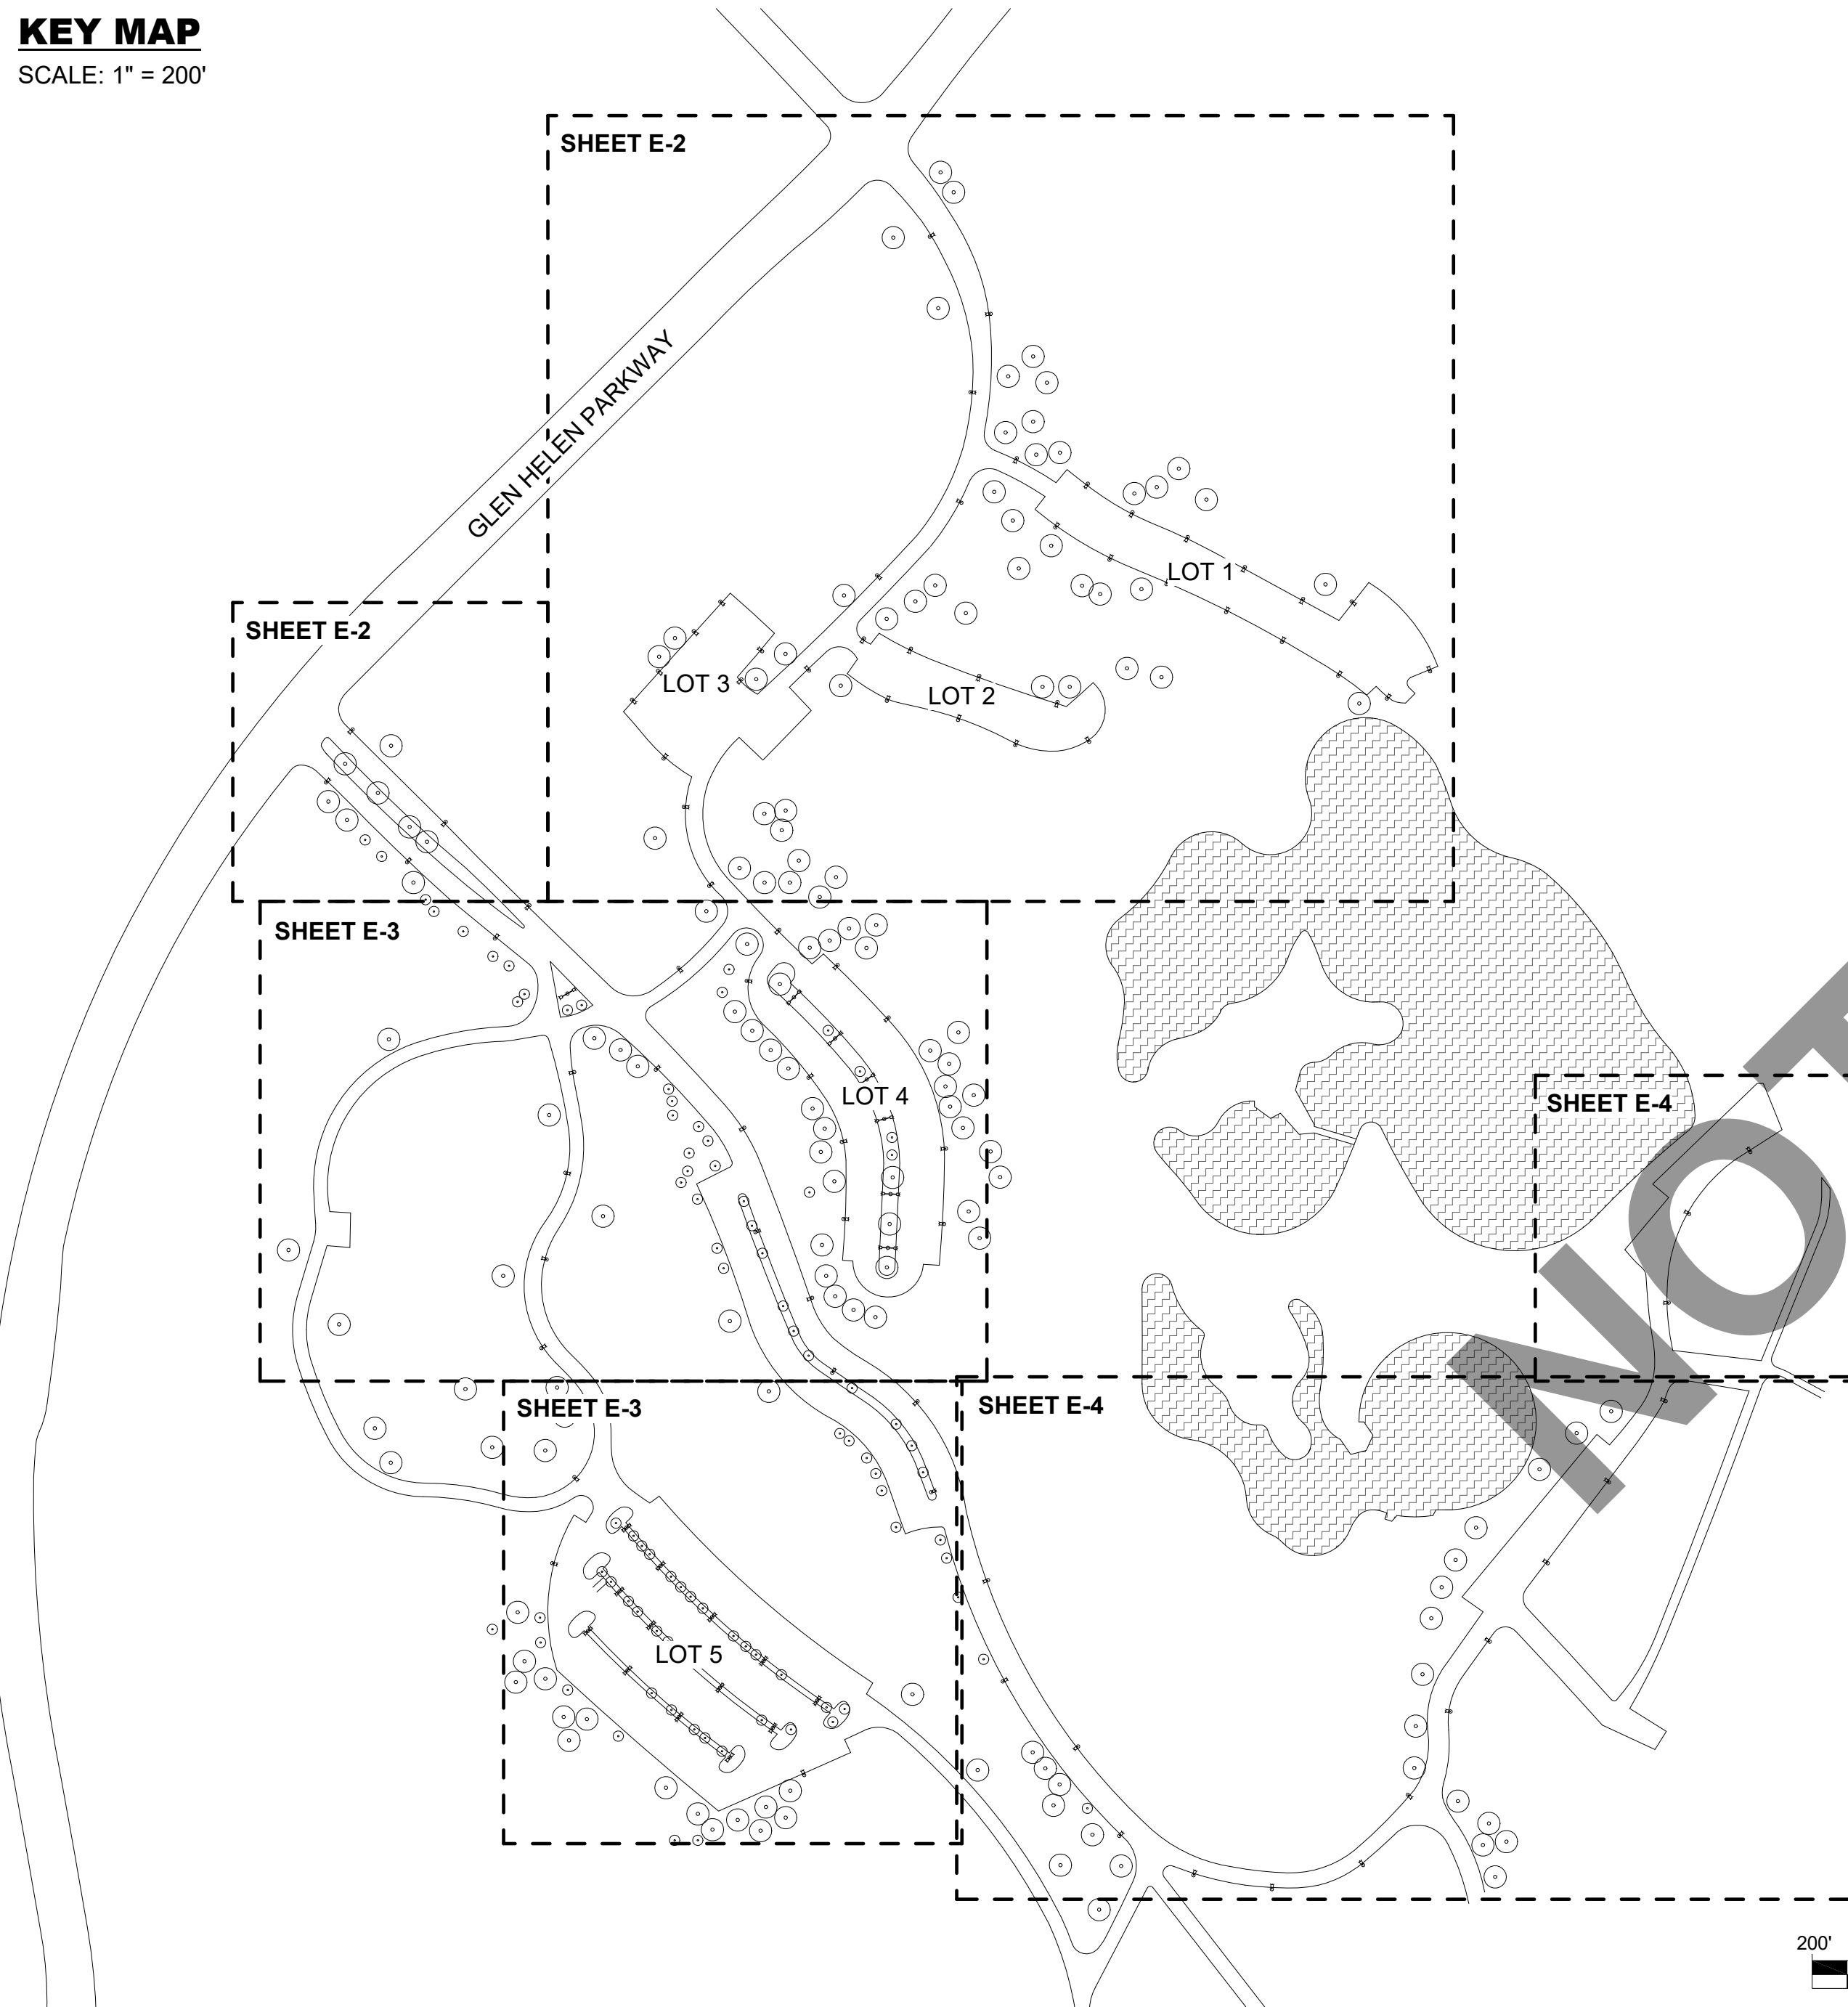 KEY MAP
SCALE: 1" = 200'
SHEET E-2
GLEN HELEN PARKWAY
LOT 1
SHEET E-2
LOT 3
LOT 2
SHEET E-3
LOT 4
SHEET E-4
SHEET E-3
SHEET E-4
LOT 5
200'
NOT